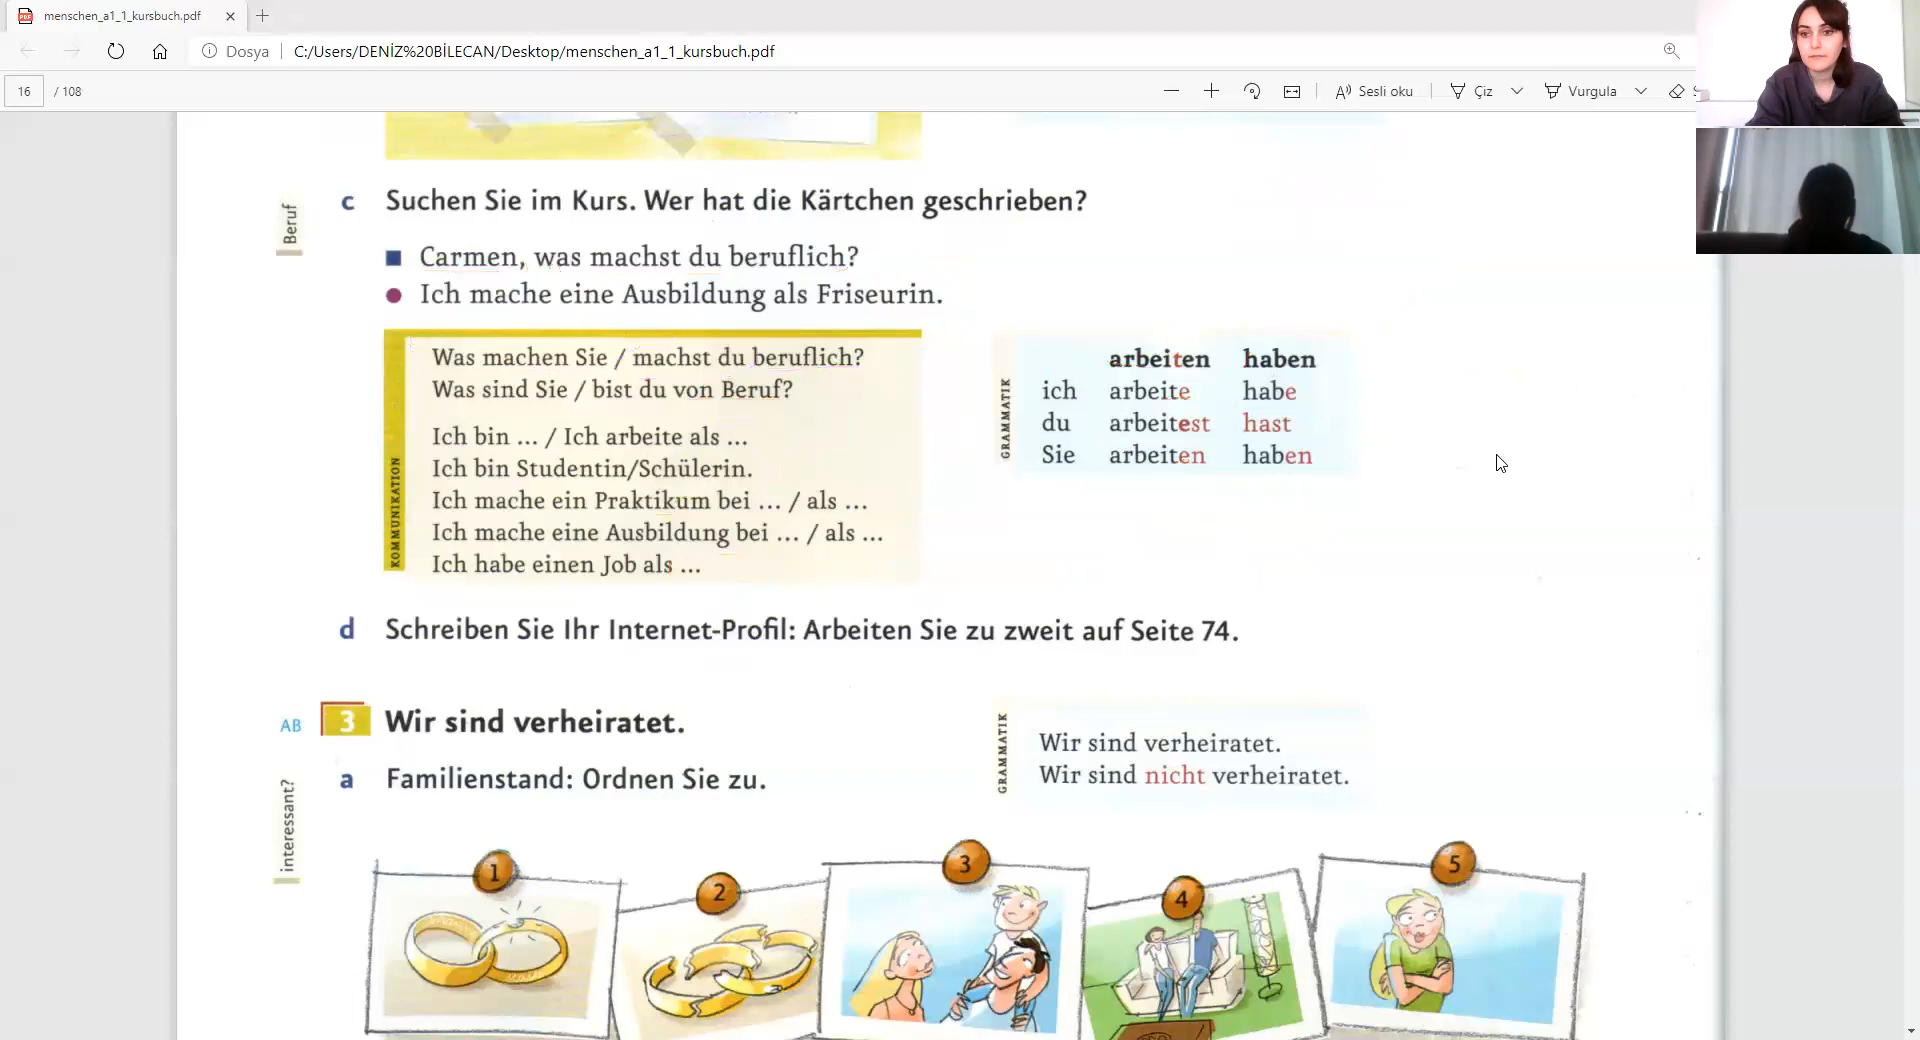 menschen_a1_1_kursbuch.pdf
Dosya
C:/Users/DENİZ%20BİLECAN/Desktop/menschen_a1_1_kursbuch.pdf
16 / 108
Sesli oku
Çiz
Vurgula
Beruf
c Suchen Sie im Kurs. Wer hat die Kärtchen geschrieben?
Carmen, was machst du beruflich?
Ich mache eine Ausbildung als Friseurin.
KOMMUNIKATION
Was machen Sie / machst du beruflich?
Was sind Sie / bist du von Beruf?
Ich bin ... / Ich arbeite als ...
Ich bin Studentin/Schülerin.
Ich mache ein Praktikum bei ... / als ...
Ich mache eine Ausbildung bei ... / als ...
Ich habe einen Job als ...
GRAMMATIK
arbeiten haben
ich arbeite habe
du arbeitest hast
Sie arbeiten haben
d Schreiben Sie Ihr Internet-Profil: Arbeiten Sie zu zweit auf Seite 74.
AB 3 Wir sind verheiratet.
interessant?
a Familienstand: Ordnen Sie zu.
GRAMMATIK
Wir sind verheiratet.
Wir sind nicht verheiratet.
1
2
3
4
5